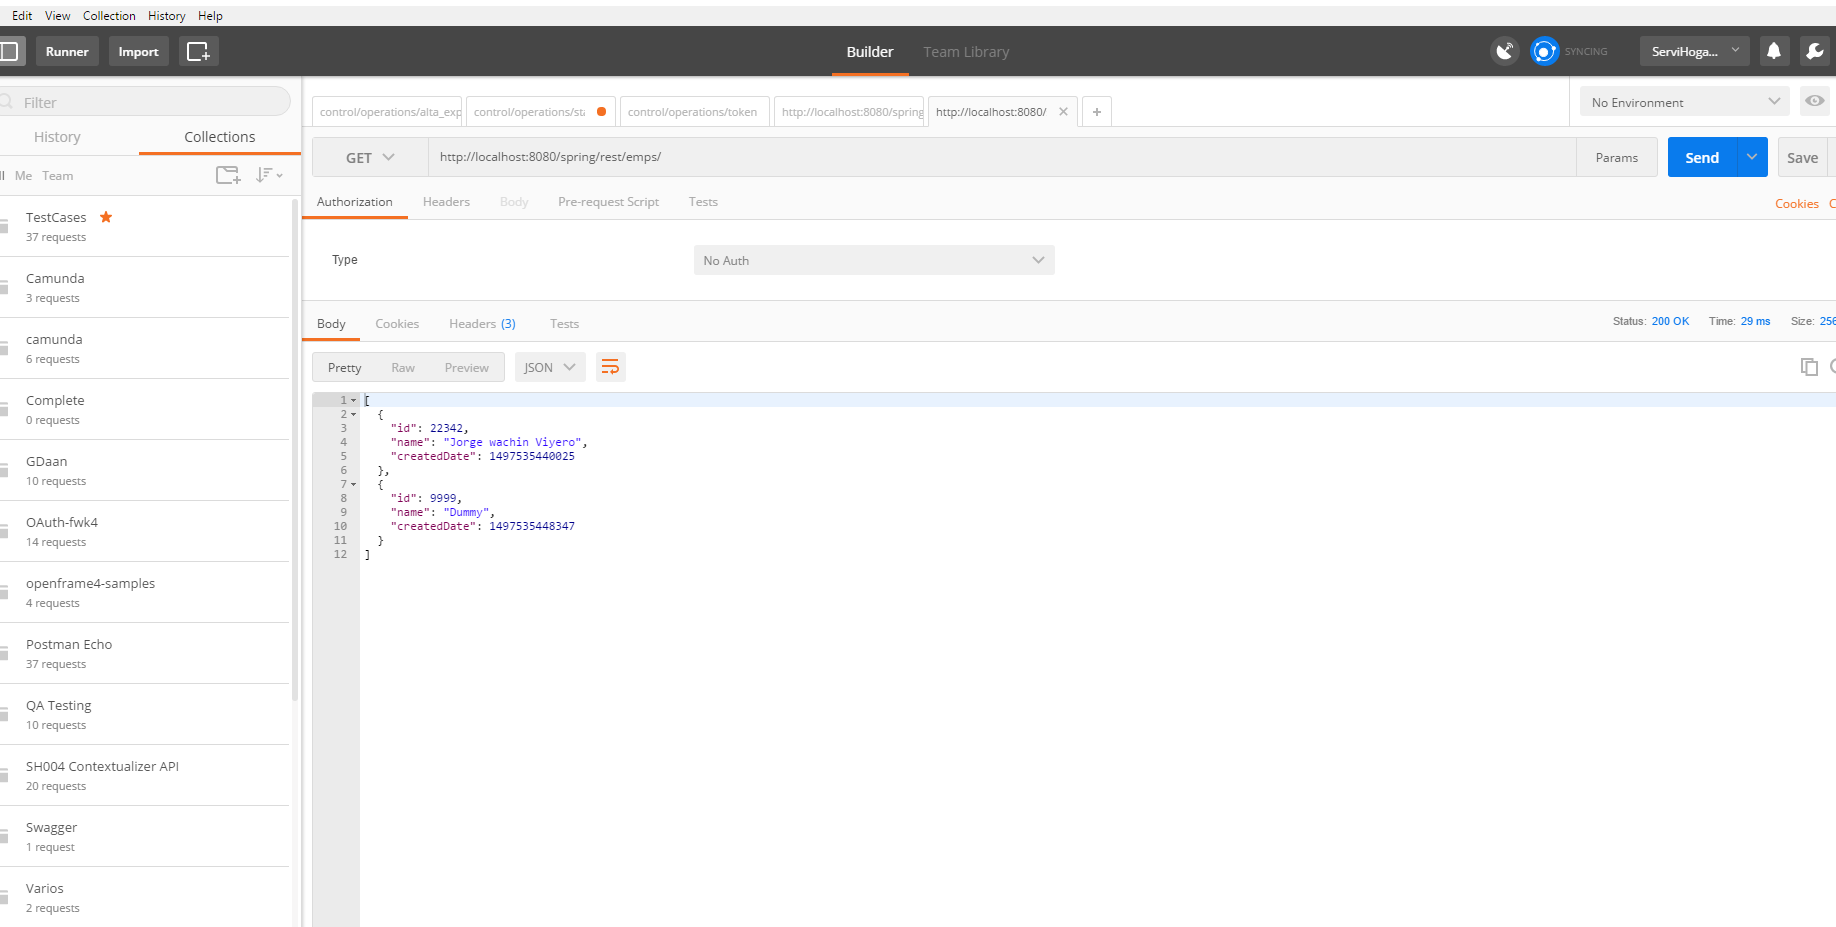 Edit View Collection History Help
Runner Import Builder Team Library SYNCING ServiHoga...
Filter
History Collections
Me Team
TestCases
37 requests
Camunda
3 requests
camunda
6 requests
Complete
0 requests
GDaan
10 requests
OAuth-fwk4
14 requests
openframe4-samples
4 requests
Postman Echo
37 requests
QA Testing
10 requests
SH004 Contextualizer API
20 requests
Swagger
1 request
Varios
2 requests
control/operations/alta_exp control/operations/sta control/operations/token http://localhost:8080/spring http://localhost:8080/ × +
No Environment
GET http://localhost:8080/spring/rest/emps/ Params Send Save
Authorization Headers Body Pre-request Script Tests Cookies
Type No Auth
Body Cookies Headers (3) Tests Status: 200 OK Time: 29 ms Size: 256
Pretty Raw Preview JSON
1 [
2 {
3 "id": 22342,
4 "name": "Jorge wachin Viyero",
5 "createdDate": 1497535440025
6 },
7 {
8 "id": 9999,
9 "name": "Dummy",
10 "createdDate": 1497535448347
11 }
12 ]